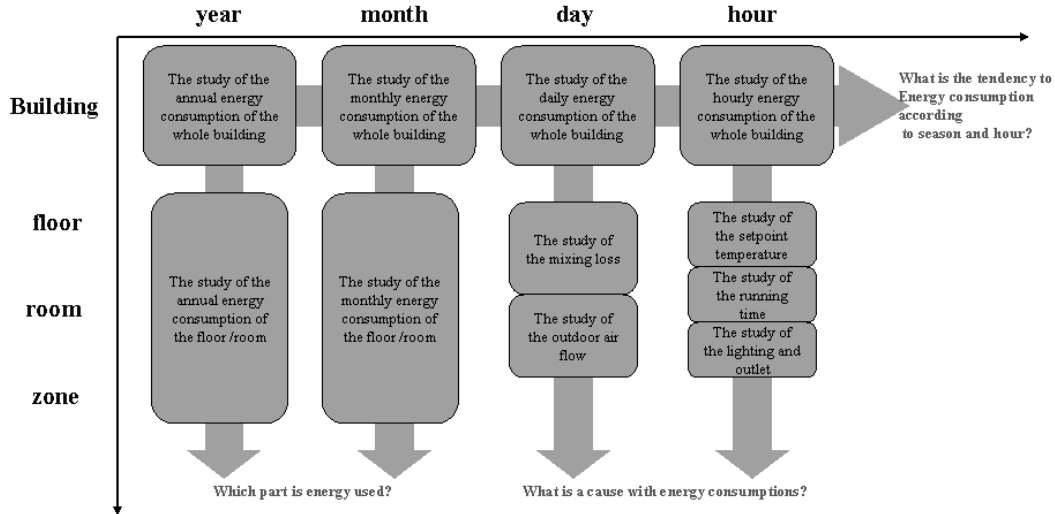 year month day hour
Building
The study of the
annual energy
consumption of the
whole building
The study of the
monthly energy
consumption of the
whole building
The study of the
daily energy
consumption of the
whole building
The study of the
hourly energy
consumption of the
whole building
What is the tendency to
Energy consumption
according
to season and hour?
floor
room
zone
The study of the
annual energy
consumption of
the floor /room
The study of the
monthly energy
consumption of
the floor/room
The study of
the mixing loss
The study of
the outdoor air
flow
The study of
the setpoint
temperature
The study of
the running
time
The study of
the lighting and
outlet
Which part is energy used?
What is a cause with energy consumptions?